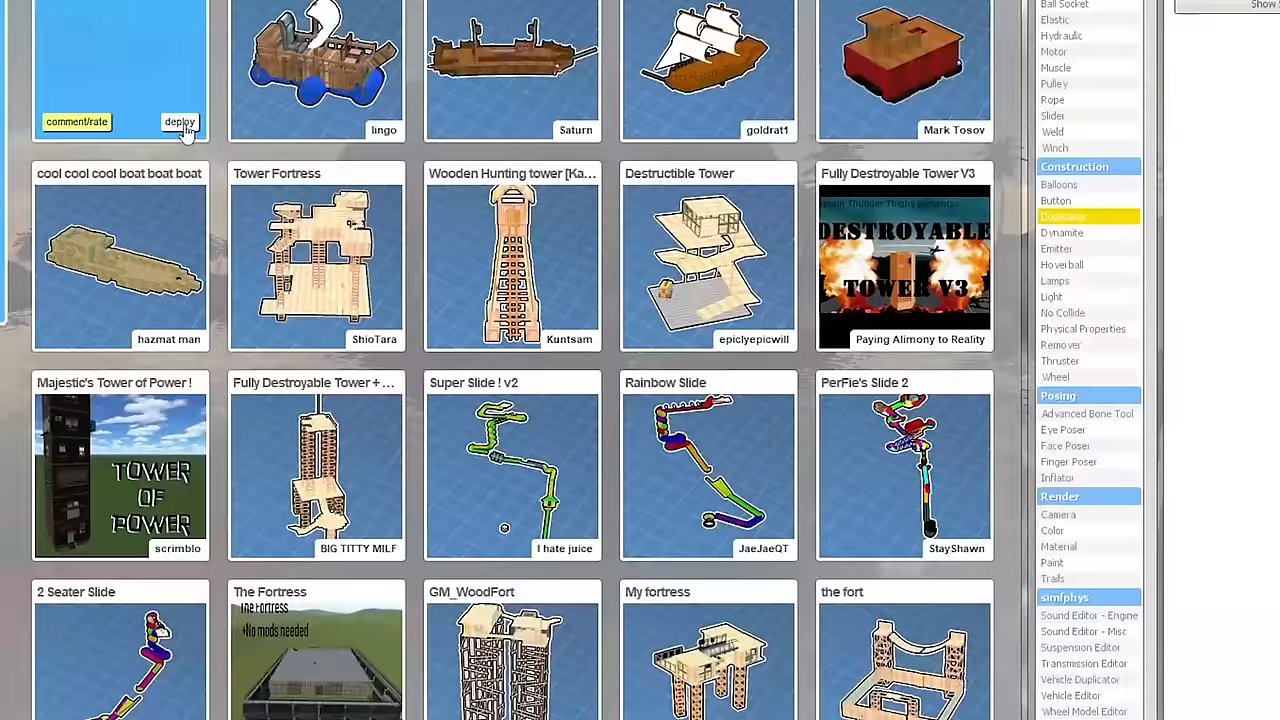 Show
comment/rate
deploy
lingo
Saturn
goldrat1
Mark Tosov
cool cool cool boat boat boat
Tower Fortress
Wooden Hunting tower [Ka...
Destructible Tower
Fully Destroyable Tower V3
ptain Thunder Thighs presents..
DESTROYABLE
TOWER V3
hazmat man
ShioTara
Kuntsam
epiclyepicwill
Paying Alimony to Reality
Majestic's Tower of Power !
Fully Destroyable Tower + ...
Super Slide ! v2
Rainbow Slide
PerFie's Slide 2
TOWER
OF
POWER
scrimblo
BIG TITTY MILF
I hate juice
JaeJaeQT
StayShawn
2 Seater Slide
The Fortress
GM_WoodFort
My fortress
the fort
The Fortress
+No mods needed
Ball Socket
Elastic
Hydraulic
Motor
Muscle
Pulley
Rope
Slider
Weld
Winch
Construction
Balloons
Button
Duplicator
Dynamite
Emitter
Hoverball
Lamps
Light
No Collide
Physical Properties
Remover
Thruster
Wheel
Posing
Advanced Bone Tool
Eye Poser
Face Poser
Finger Poser
Inflator
Render
Camera
Color
Material
Paint
Trails
simfphys
Sound Editor - Engine
Sound Editor - Misc
Suspension Editor
Transmission Editor
Vehicle Duplicator
Vehicle Editor
Wheel Model Editor